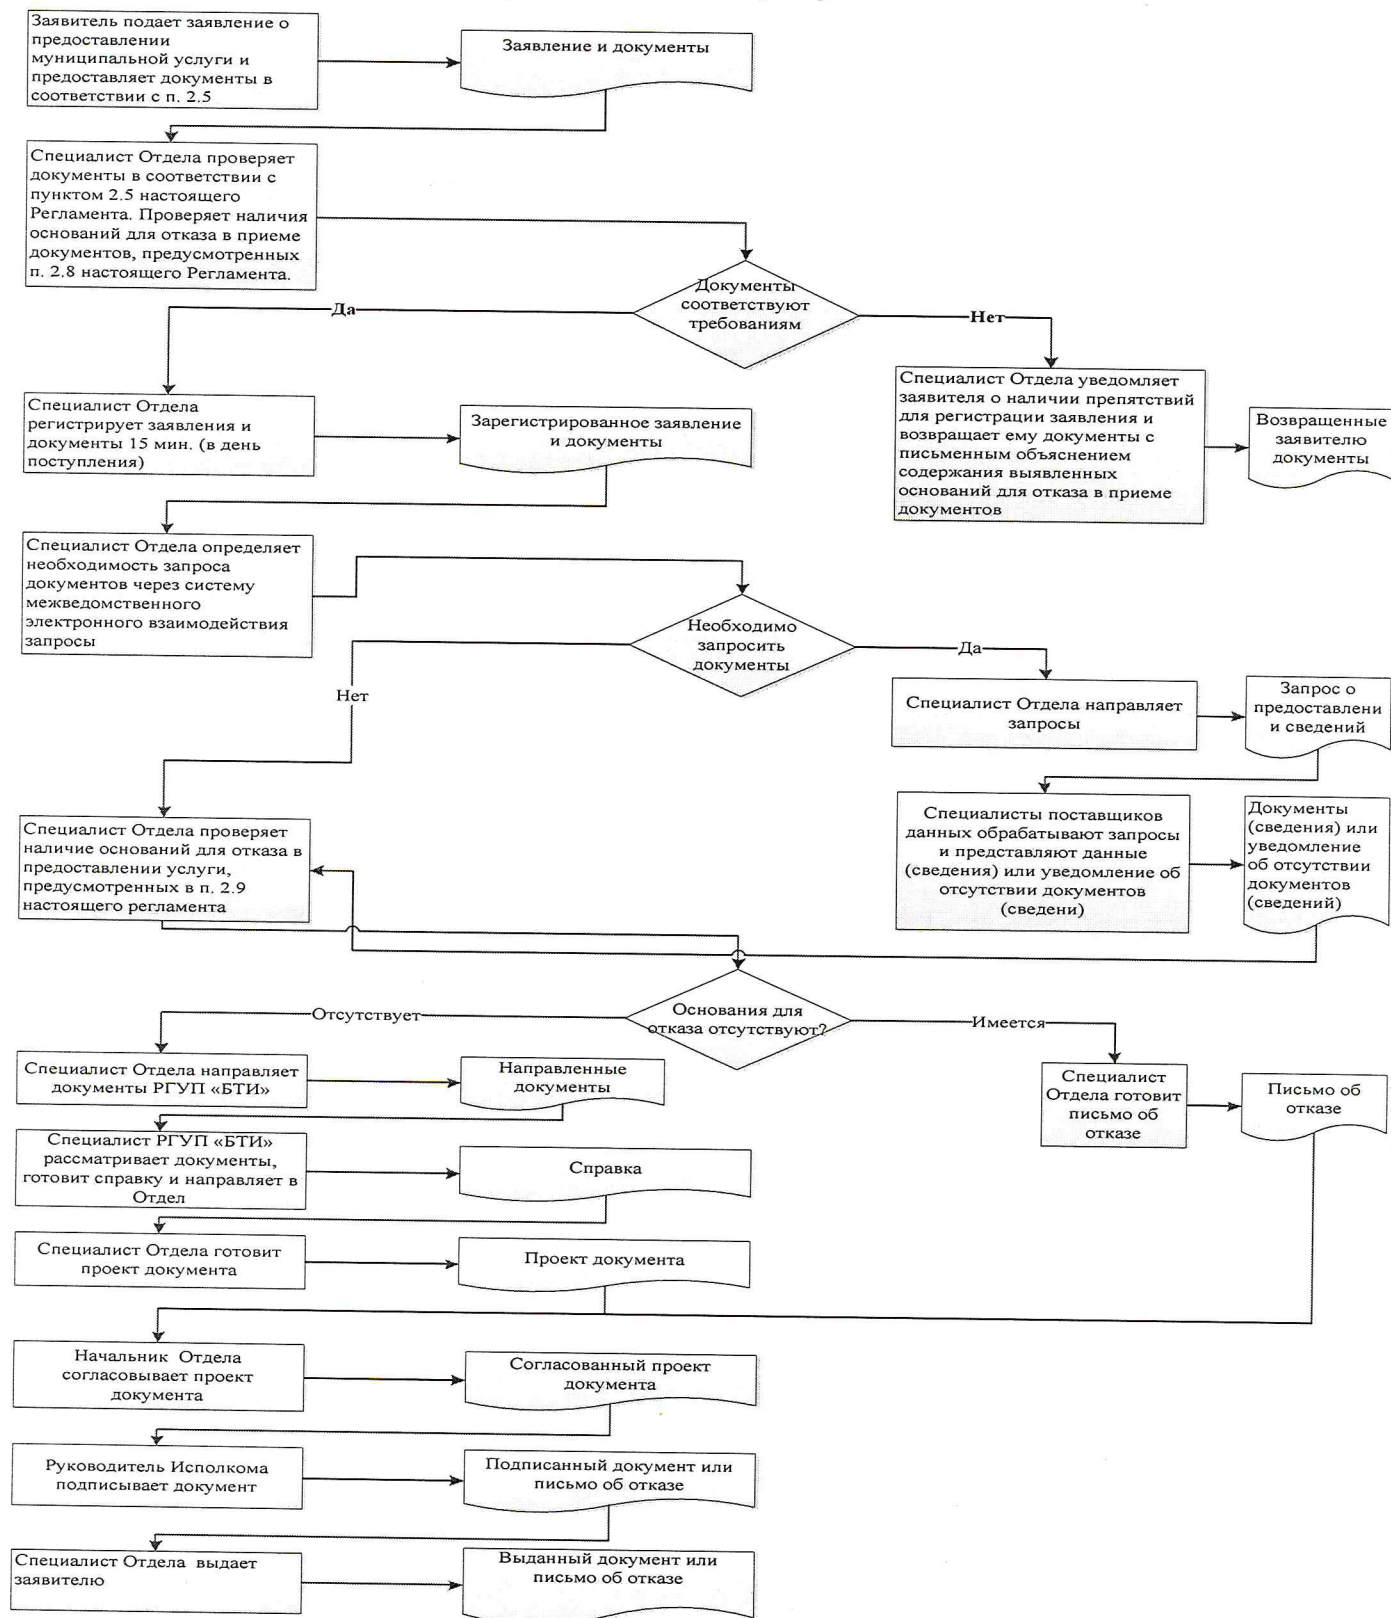 Заявитель подает заявление о
предоставлении
муниципальной услуги и
предоставляет документы в
соответствии с п. 2.5
Заявление и документы
Специалист Отдела проверяет
документы в соответствии с
пунктом 2.5 настоящего
Регламента. Проверяет наличия
оснований для отказа в приеме
документов, предусмотренных
п. 2.8 настоящего Регламента.
Документы
соответствуют
требованиям
Да
Нет
Специалист Отдела
регистрирует заявления и
документы 15 мин. (в день
поступления)
Зарегистрированное заявление
и документы
Специалист Отдела уведомляет
заявителя о наличии препятствий
для регистрации заявления и
возвращает ему документы с
письменным объяснением
содержания выявленных
оснований для отказа в приеме
документов
Возвращенные
заявителю
документы
Специалист Отдела определяет
необходимость запроса
документов через систему
межведомственного
электронного взаимодействия
запросы
Необходимо
запросить
документы
Да
Нет
Специалист Отдела направляет
запросы
Запрос о
предоставлени
и сведений
Специалисты поставщиков
данных обрабатывают запросы
и представляют данные
(сведения) или уведомление об
отсутствии документов
(сведени)
Документы
(сведения) или
уведомление
об отсутствии
документов
(сведений)
Специалист Отдела проверяет
наличие оснований для отказа в
предоставлении услуги,
предусмотренных в п. 2.9
настоящего регламента
Основания для
отказа отсутствуют?
Отсутствует
Имеется
Специалист Отдела направляет
документы РГУП «БТИ»
Направленные
документы
Специалист
Отдела готовит
письмо об
отказе
Письмо об
отказе
Специалист РГУП «БТИ»
рассматривает документы,
готовит справку и направляет в
Отдел
Справка
Специалист Отдела готовит
проект документа
Проект документа
Начальник Отдела
согласовывает проект
документа
Согласованный проект
документа
Руководитель Исполкома
подписывает документ
Подписанный документ или
письмо об отказе
Специалист Отдела выдает
заявителю
Выданный документ или
письмо об отказе